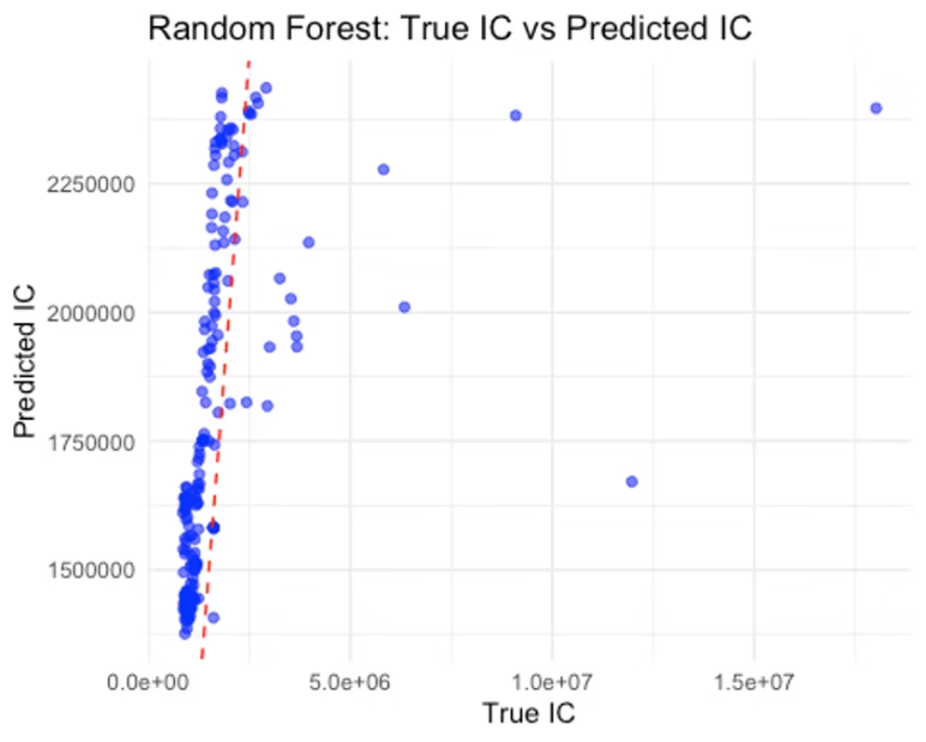 Random Forest: True IC vs Predicted IC
Predicted IC
2250000
2000000
1750000
1500000
0.0e+00 5.0e+06 1.0e+07 1.5e+07
True IC